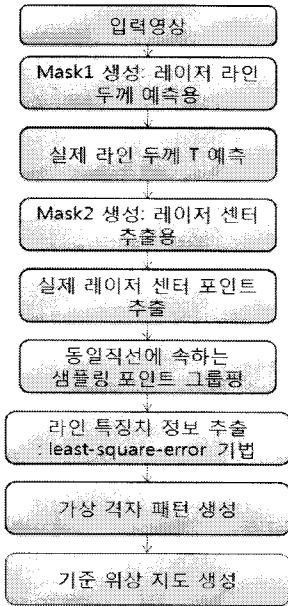 입력영상
Mask1 생성: 레이저 라인
두께 예측용
실제 라인 두께 T 예측
Mask2 생성: 레이저 센터
추출용
실제 레이저 센터 포인트
추출
동일직선에 속하는
샘플링 포인트 그룹핑
라인 특징치 정보 추출
: least-square-error 기법
가상 격자 패턴 생성
기준 위상 지도 생성